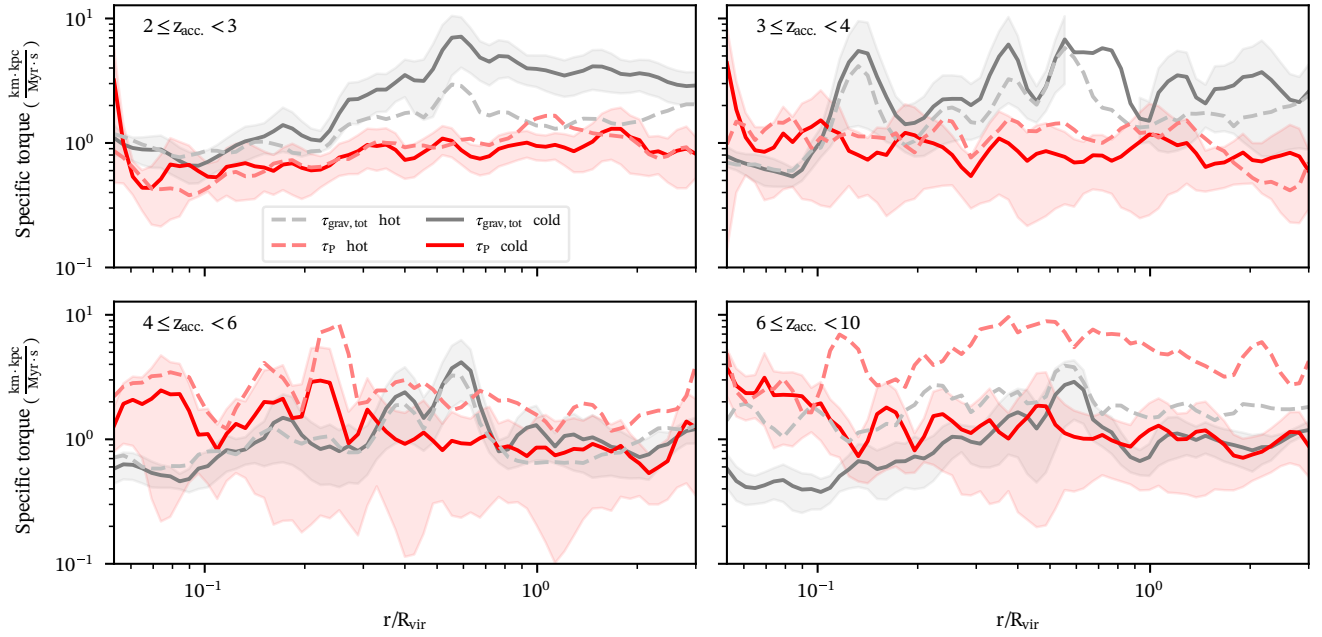 2 ≤ z_acc. < 3
3 ≤ z_acc. < 4
10^1
10^0
10^-1
Specific torque ( km·kpc / Myr·s )
τ_grav, tot hot
τ_grav, tot cold
τ_P hot
τ_P cold
4 ≤ z_acc. < 6
6 ≤ z_acc. < 10
10^1
10^0
10^-1
Specific torque ( km·kpc / Myr·s )
10^-1
10^0
10^-1
10^0
r/R_vir
r/R_vir